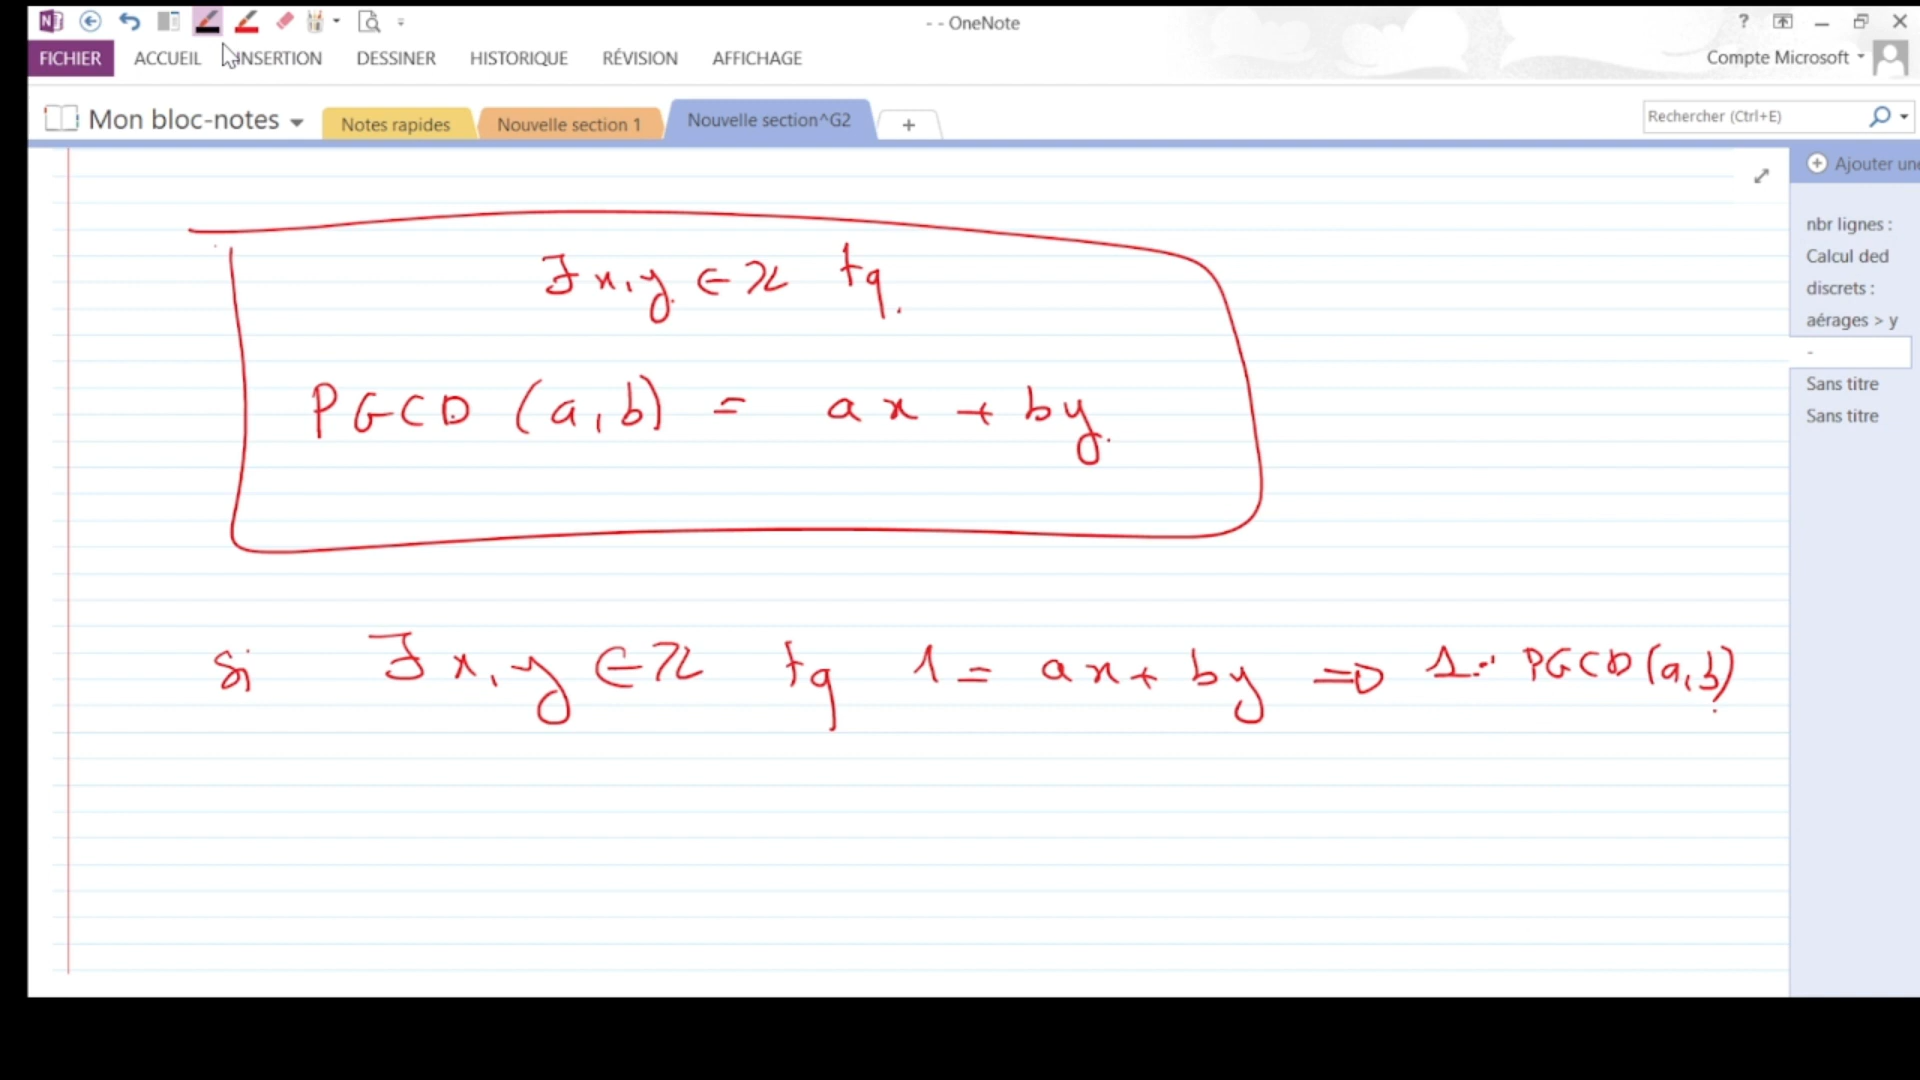 - - OneNote
?
FICHIER ACCUEIL INSERTION DESSINER HISTORIQUE RÉVISION AFFICHAGE
Compte Microsoft
Mon bloc-notes
Notes rapides
Nouvelle section 1
Nouvelle section^G2
+
Rechercher (Ctrl+E)
Ajouter une
nbr lignes :
Calcul ded
discrets :
aérages > y
-
Sans titre
Sans titre
∃ x, y ∈ ℤ tq.
PGCD (a, b) = ax + by.
si ∃ x, y ∈ ℤ tq 1 = ax + by => 1 = PGCD(a, b)